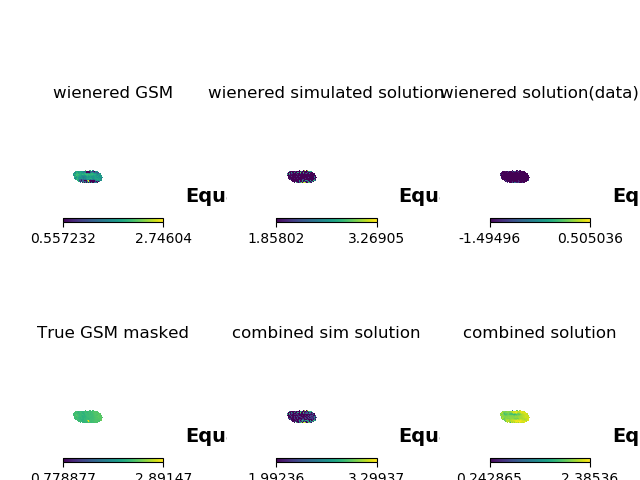 wienered GSM
wienered simulated solution
wienered solution(data)
Equ
Equ
Eq
0.557232 2.74604
1.85802 3.26905
-1.49496 0.505036
True GSM masked
combined sim solution
combined solution
Equ
Equ
Eq
0.778877 2.89147
1.99236 3.29937
0.242865 2.38536